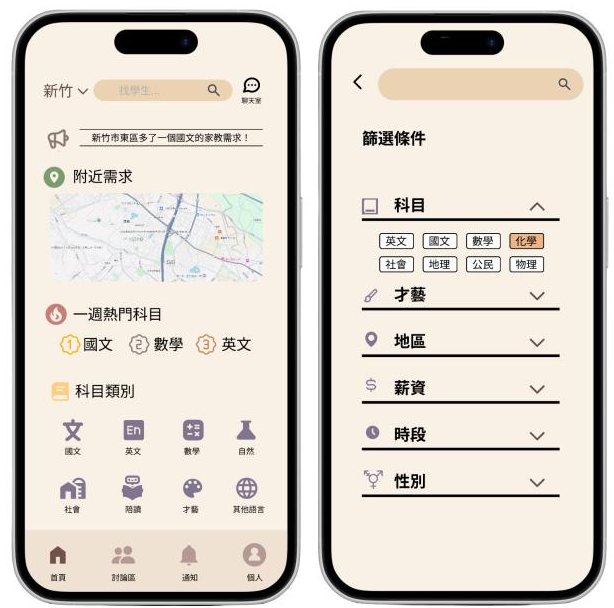 新竹
找學生...
聊天室
新竹市東區多了一個國文的家教需求！
附近需求
一週熱門科目
1 國文 2 數學 3 英文
科目類別
En
國文 英文 數學 自然
社會 陪讀 才藝 其他語言
首頁 討論區 通知 個人
篩選條件
科目
英文 國文 數學 化學
社會 地理 公民 物理
才藝
地區
薪資
時段
性別